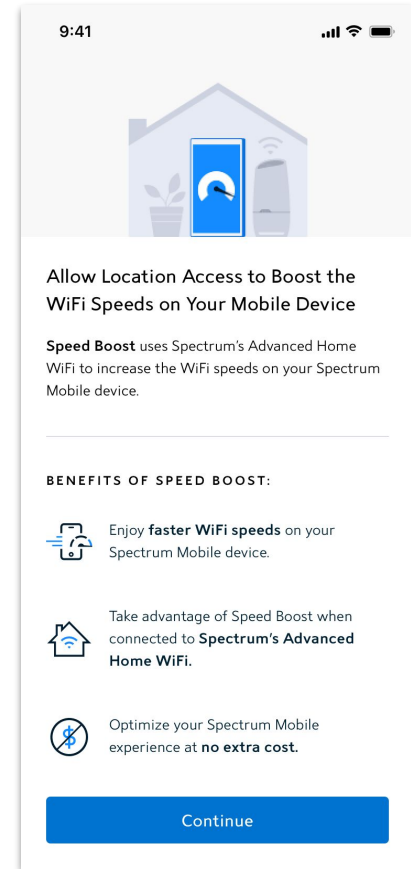 9:41
Allow Location Access to Boost the
WiFi Speeds on Your Mobile Device
Speed Boost uses Spectrum's Advanced Home
WiFi to increase the WiFi speeds on your Spectrum
Mobile device.
BENEFITS OF SPEED BOOST:
Enjoy faster WiFi speeds on your
Spectrum Mobile device.
Take advantage of Speed Boost when
connected to Spectrum's Advanced
Home WiFi.
Optimize your Spectrum Mobile
experience at no extra cost.
Continue